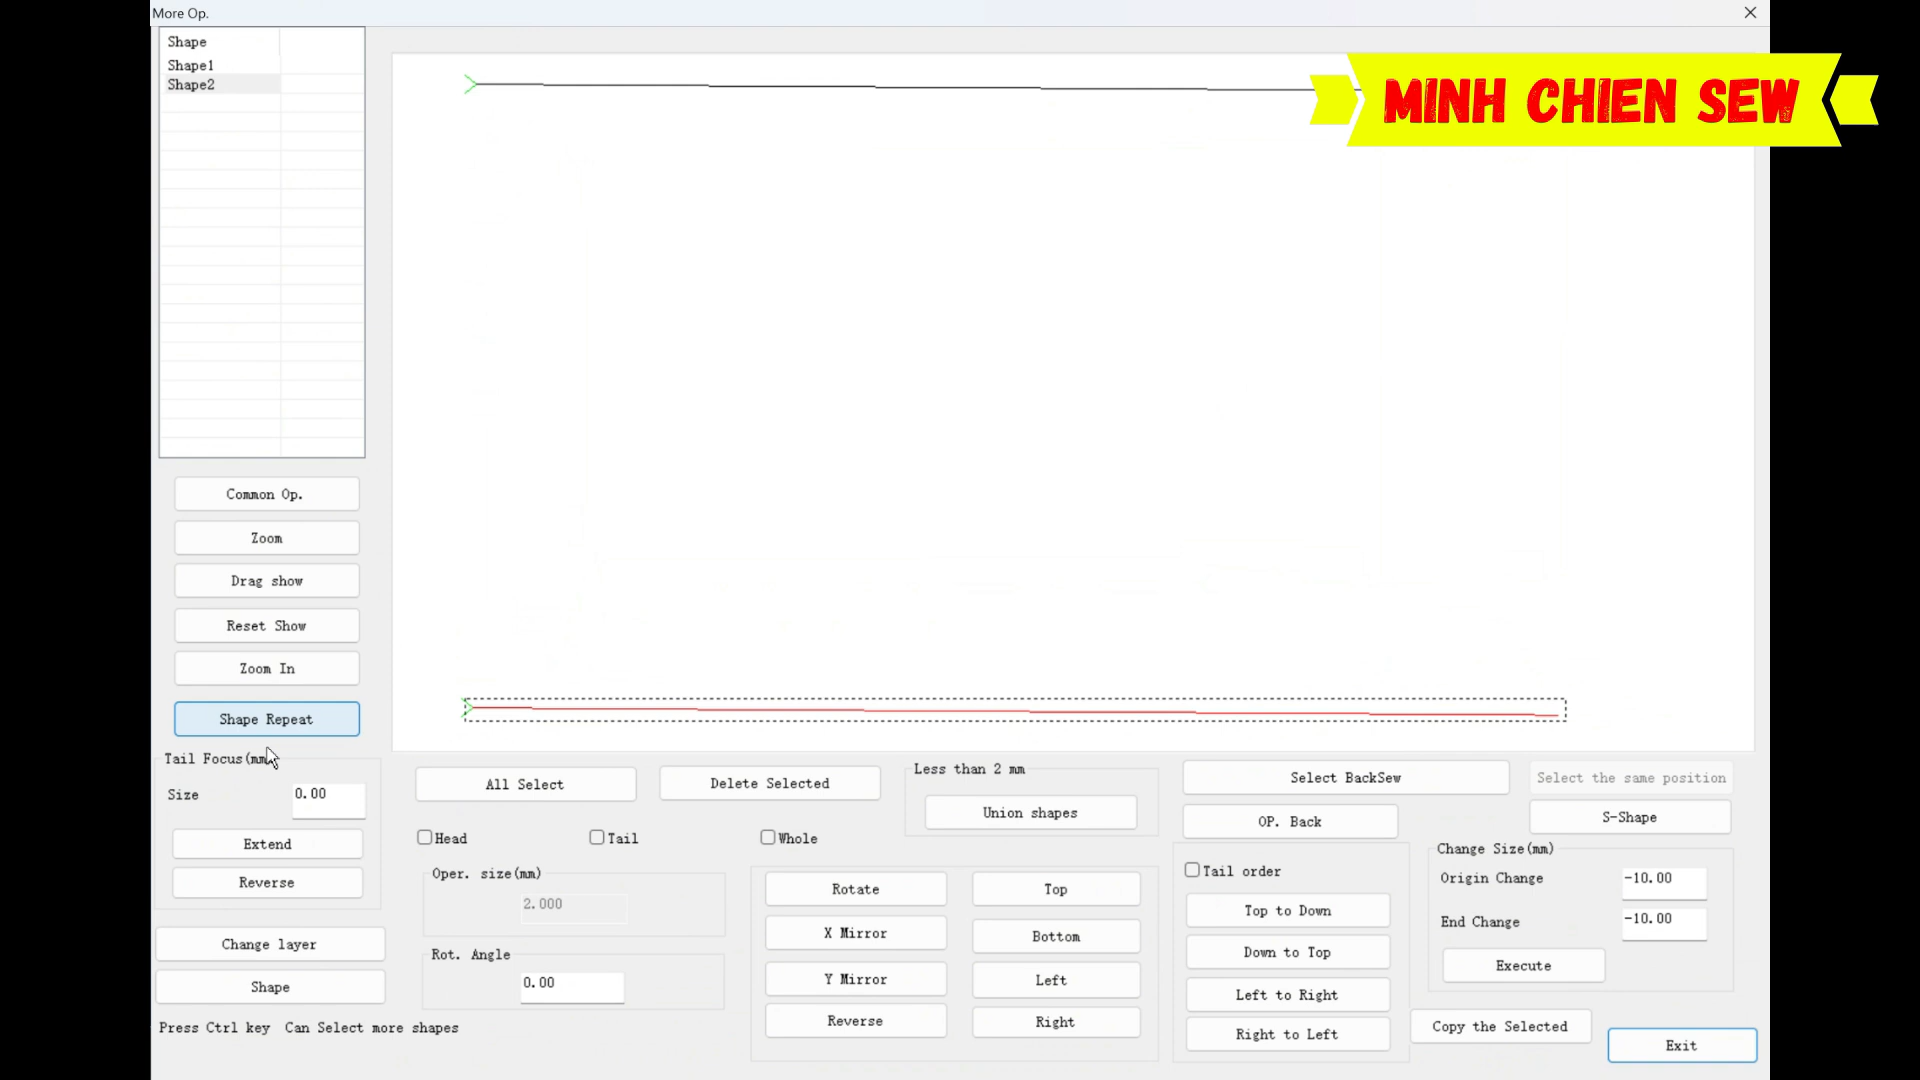 More Op.
MINH CHIEN SEW
Shape
Shape1
Shape2
Common Op.
Zoom
Drag show
Reset Show
Zoom In
Shape Repeat
Tail Focus(mm
Size 0.00
Extend
Reverse
Change layer
Shape
Press Ctrl key Can Select more shapes
All Select
Delete Selected
Less than 2 mm
Union shapes
Head
Tail
Whole
Oper. size(mm)
2.000
Rot. Angle
0.00
Rotate
X Mirror
Y Mirror
Reverse
Top
Bottom
Left
Right
Select BackSew
Select the same position
OP. Back
S-Shape
Tail order
Top to Down
Down to Top
Left to Right
Right to Left
Change Size(mm)
Origin Change -10.00
End Change -10.00
Execute
Copy the Selected
Exit